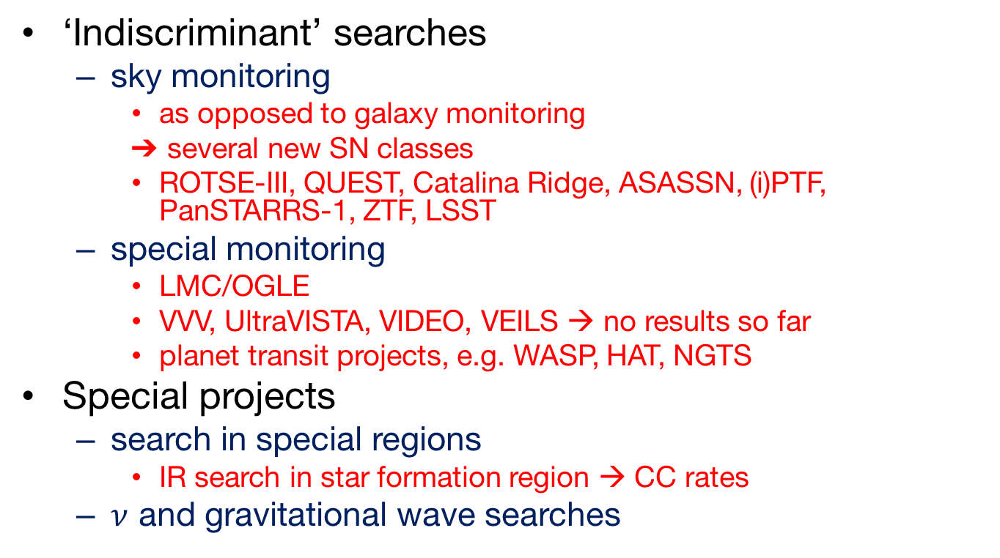 • ‘Indiscriminant’ searches
– sky monitoring
• as opposed to galaxy monitoring
➔ several new SN classes
• ROTSE-III, QUEST, Catalina Ridge, ASASSN, (i)PTF,
PanSTARRS-1, ZTF, LSST
– special monitoring
• LMC/OGLE
• VVV, UltraVISTA, VIDEO, VEILS → no results so far
• planet transit projects, e.g. WASP, HAT, NGTS
• Special projects
– search in special regions
• IR search in star formation region → CC rates
– ν and gravitational wave searches